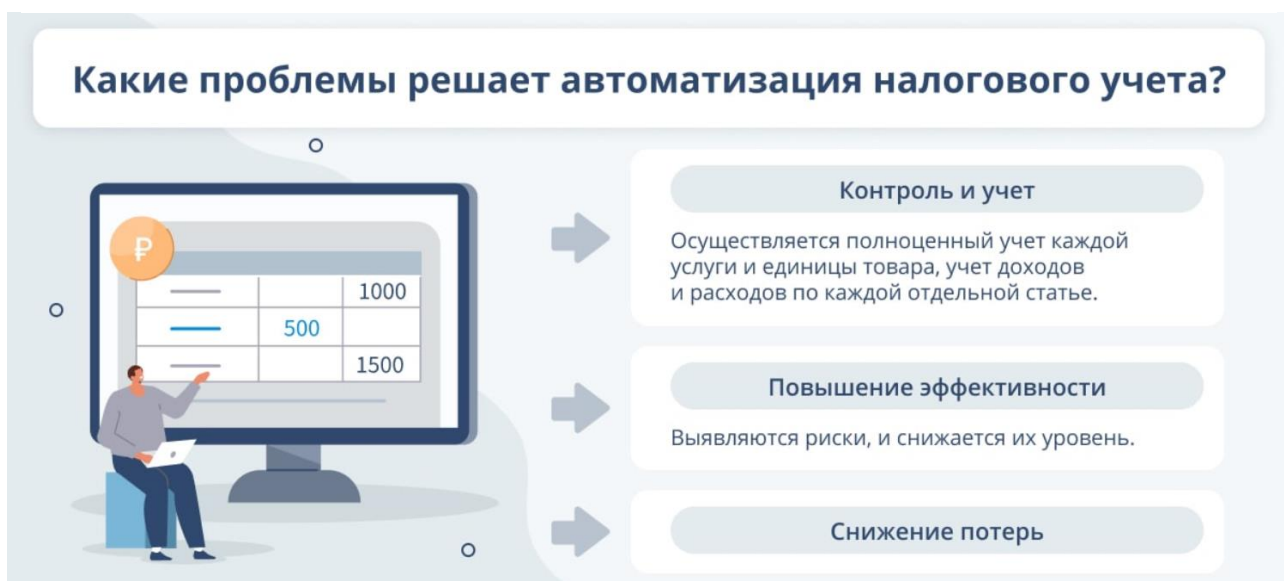 Какие проблемы решает автоматизация налогового учета?
₽
1000
500
1500
Контроль и учет
Осуществляется полноценный учет каждой
услуги и единицы товара, учет доходов
и расходов по каждой отдельной статье.
Повышение эффективности
Выявляются риски, и снижается их уровень.
Снижение потерь